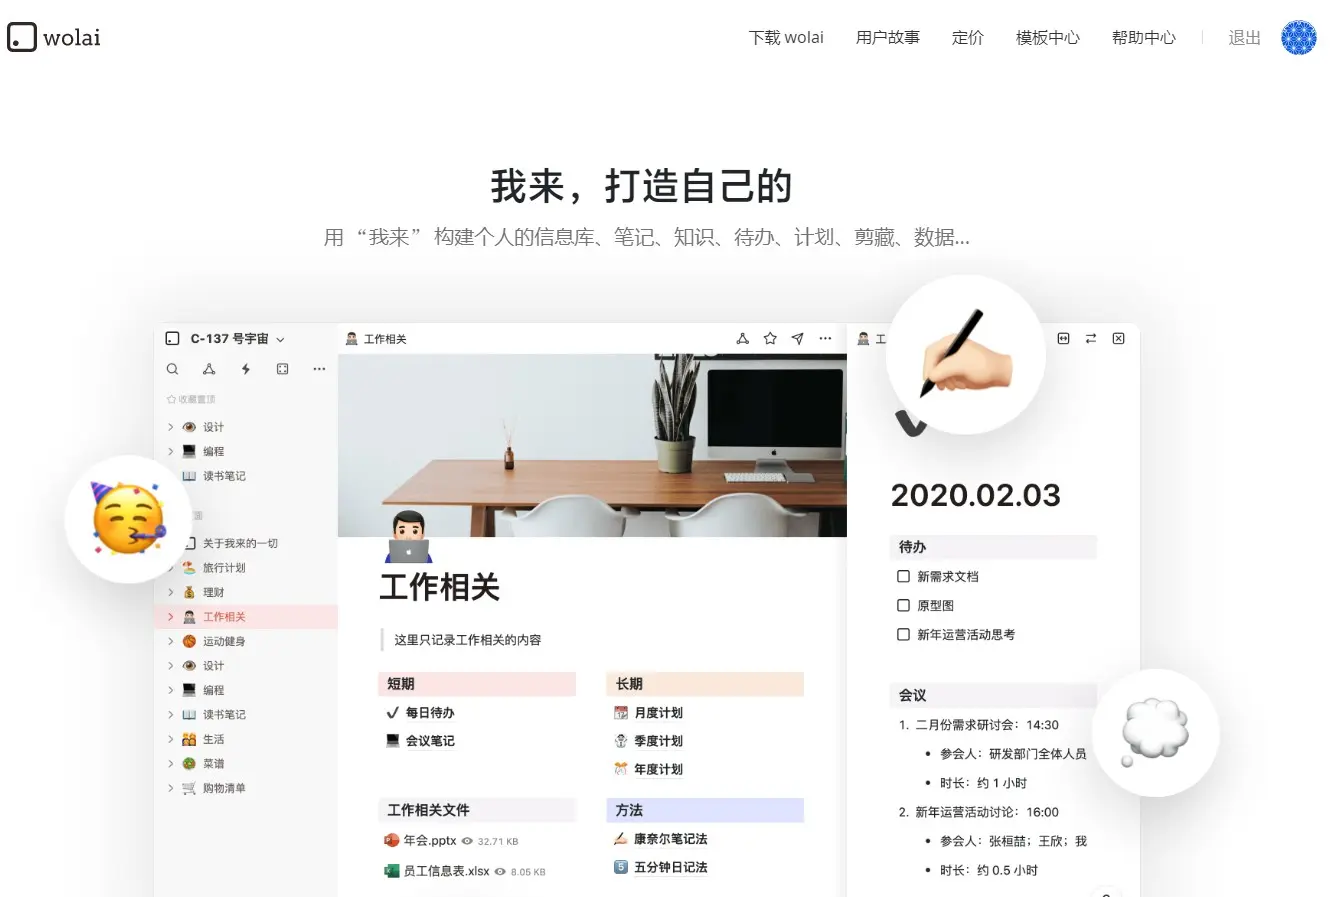 wolai
下载 wolai 用户故事 定价 模板中心 帮助中心 退出
我来，打造自己的
用 “我来” 构建个人的信息库、笔记、知识、待办、计划、剪藏、数据...
C-137 号宇宙
收藏置顶
设计
编程
读书笔记
关于我来的一切
旅行计划
理财
工作相关
运动健身
设计
编程
读书笔记
生活
菜谱
购物清单
工作相关
工作相关
这里只记录工作相关的内容
短期
每日待办
会议笔记
长期
月度计划
季度计划
年度计划
工作相关文件
年会.pptx 32.71 KB
员工信息表.xlsx 8.05 KB
方法
康奈尔笔记法
五分钟日记法
2020.02.03
待办
新需求文档
原型图
新年运营活动思考
会议
1. 二月份需求研讨会：14:30
• 参会人：研发部门全体人员
• 时长：约 1 小时
2. 新年运营活动讨论：16:00
• 参会人：张桓喆；王欣；我
• 时长：约 0.5 小时